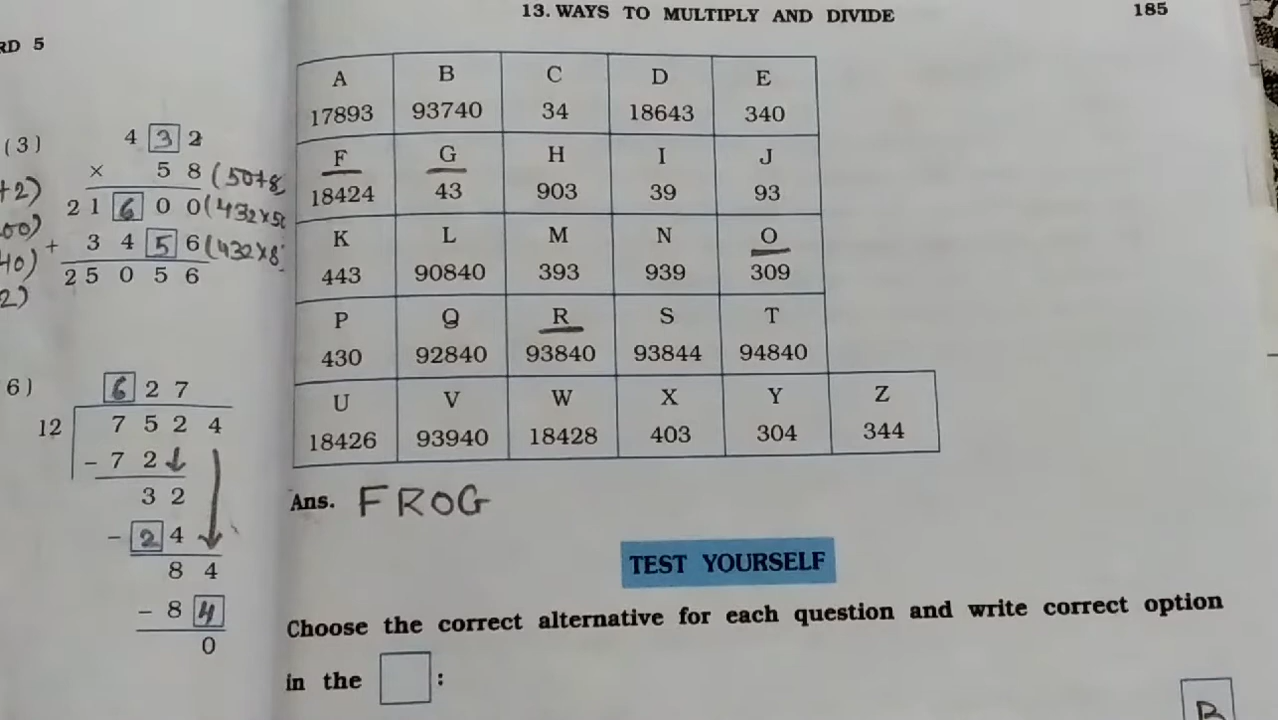 13. WAYS TO MULTIPLY AND DIVIDE
185
RD 5
(3)
4 3 2
× 5 8 (50+8
2 1 6 0 0 (432×50
+ 3 4 5 6 (432×8
2 5 0 5 6
+2)
00)
40)
2)
6)
6 2 7
12 7 5 2 4
- 7 2
3 2
- 2 4
8 4
- 8 4
0
A B C D E
17893 93740 34 18643 340
F G H I J
18424 43 903 39 93
K L M N O
443 90840 393 939 309
P Q R S T
430 92840 93840 93844 94840
U V W X Y Z
18426 93940 18428 403 304 344
Ans. FROG
TEST YOURSELF
Choose the correct alternative for each question and write correct option
in the :
B